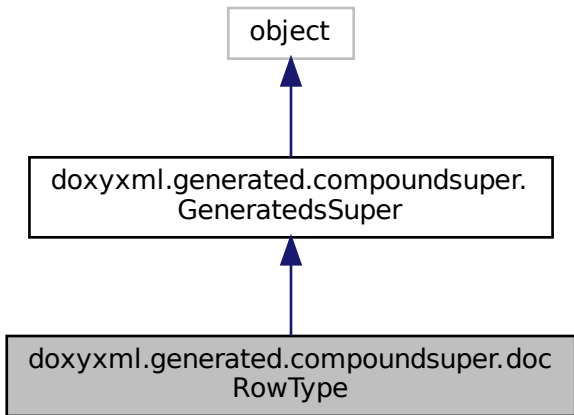 object
doxyxml.generated.compoundsuper.
GeneratedsSuper
doxyxml.generated.compoundsuper.doc
RowType